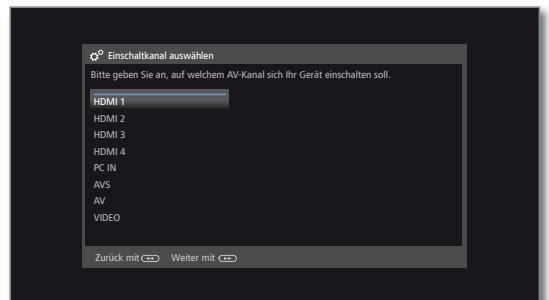 Einschaltkanal auswählen
Bitte geben Sie an, auf welchem AV-Kanal sich Ihr Gerät einschalten soll.
HDMI 1
HDMI 2
HDMI 3
HDMI 4
PC IN
AVS
AV
VIDEO
Zurück mit Weiter mit